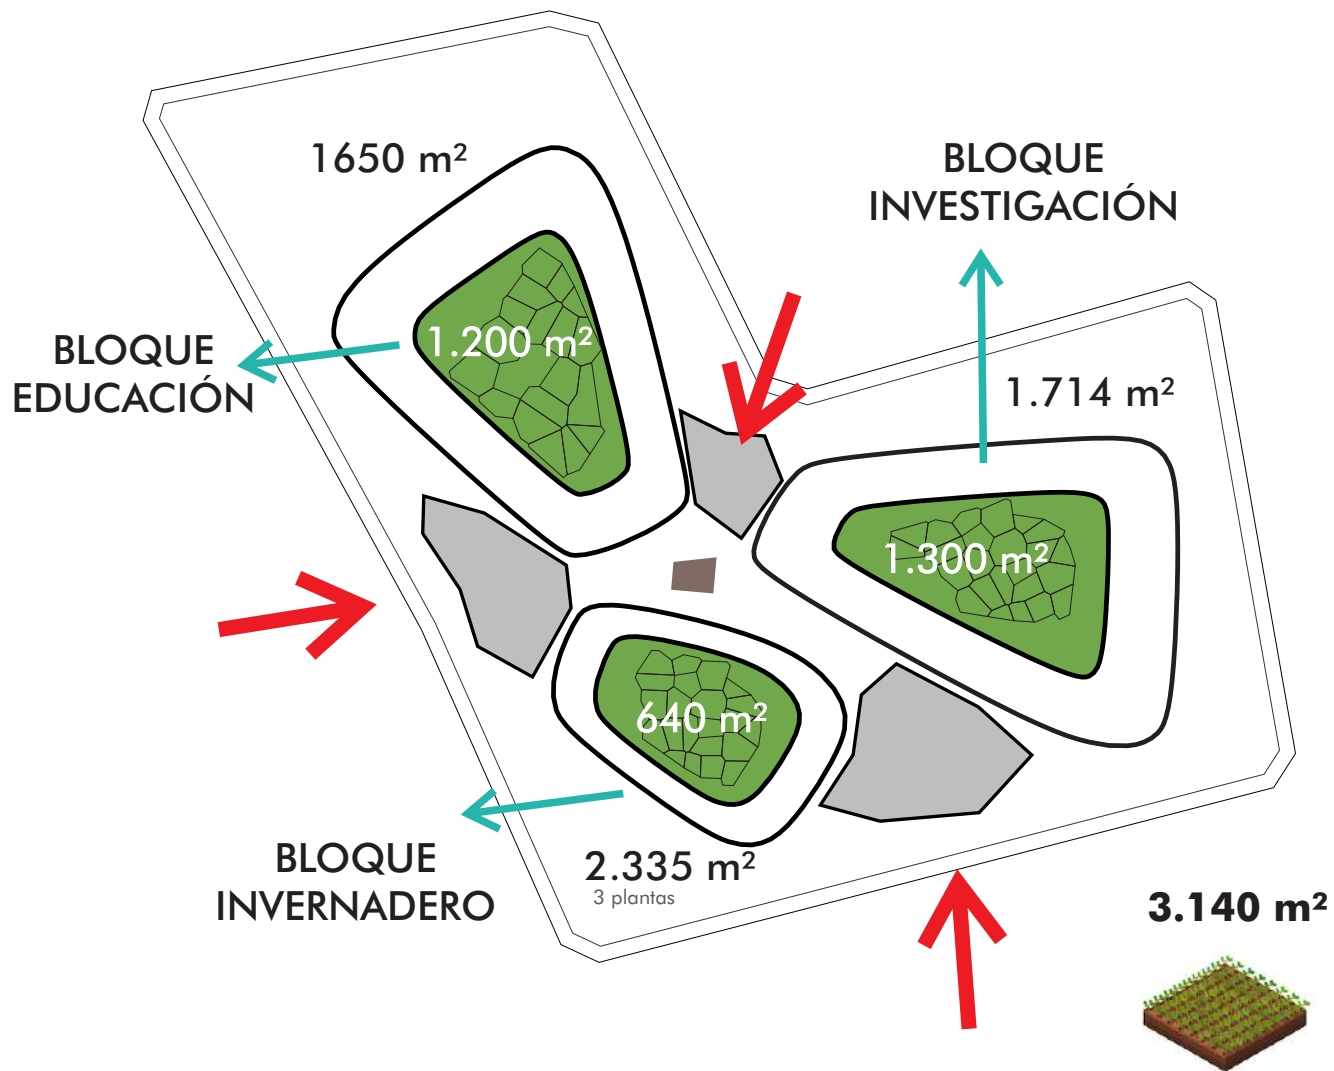 1650 m²
BLOQUE
INVESTIGACIÓN
1.200 m²
BLOQUE
EDUCACIÓN
1.714 m²
1.300 m²
640 m²
BLOQUE
INVERNADERO
2.335 m²
3 plantas
3.140 m²